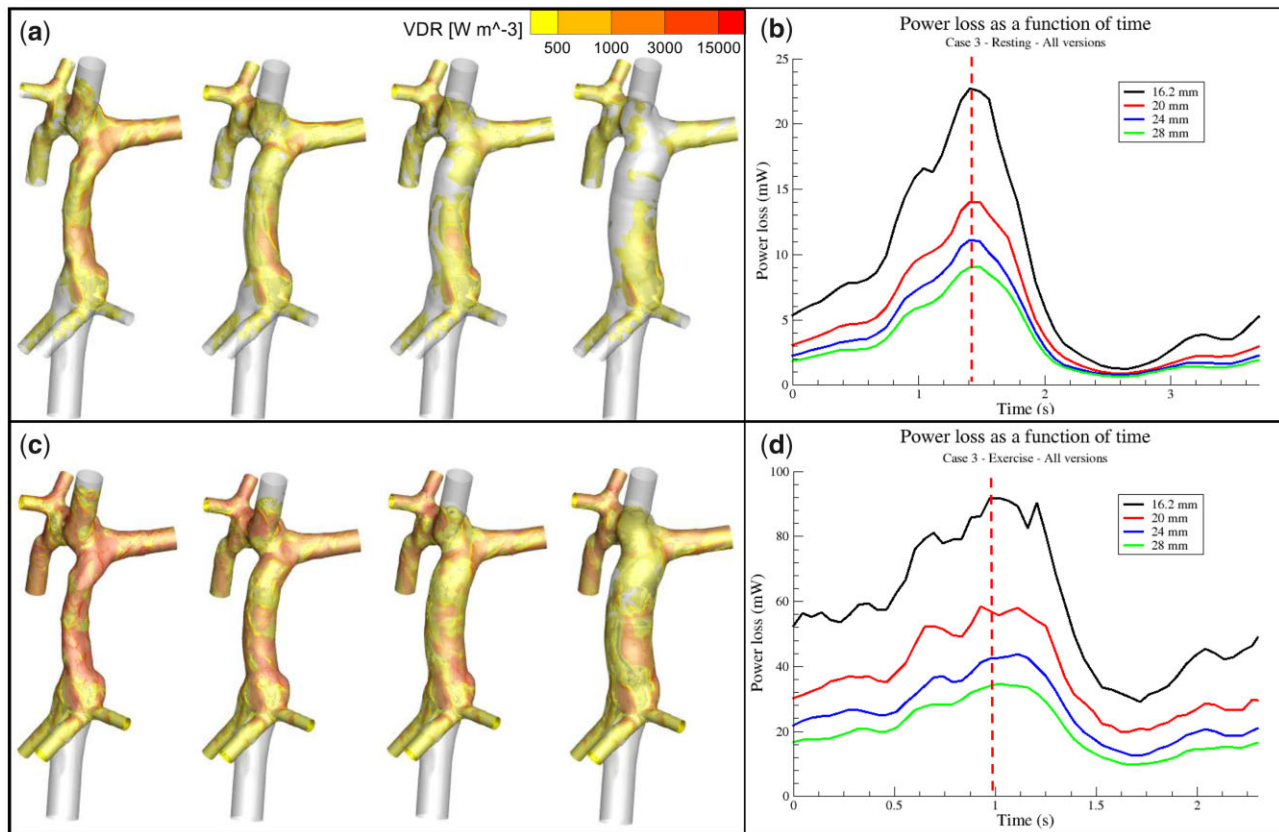 (a)
VDR [W m^-3]
500 1000 3000 15000
(b)
Power loss as a function of time
Case 3 - Resting - All versions
25
20
15
10
5
0
Power loss (mW)
16.2 mm
20 mm
24 mm
28 mm
0 1 2 3
Time (s)
(c)
(d)
Power loss as a function of time
Case 3 - Exercise - All versions
100
80
60
40
20
0
Power loss (mW)
16.2 mm
20 mm
24 mm
28 mm
0 0.5 1 1.5 2
Time (s)